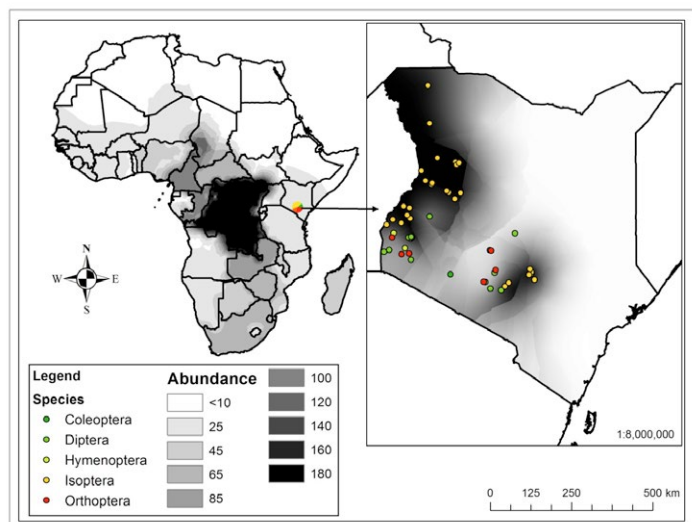 N
W
E
S
Legend
Species
Coleoptera
Diptera
Hymenoptera
Isoptera
Orthoptera
Abundance
<10
25
45
65
85
100
120
140
160
180
1:8,000,000
0 125 250 500 km